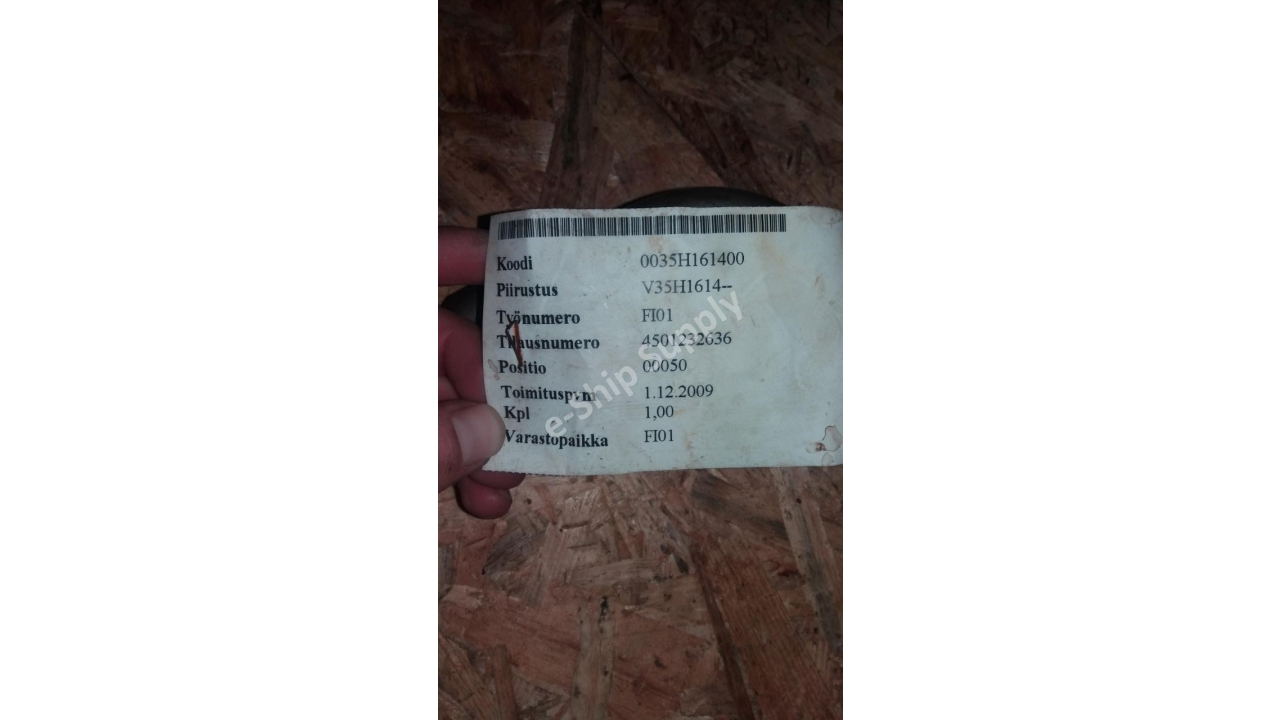 Koodi 0035H161400
Piirustus V35H1614--
Työnumero FI01
Tilausnumero 4501232636
Positio 00050
Toimituspvm 1.12.2009
Kpl 1,00
Varastopaikka FI01
e-Ship Supply